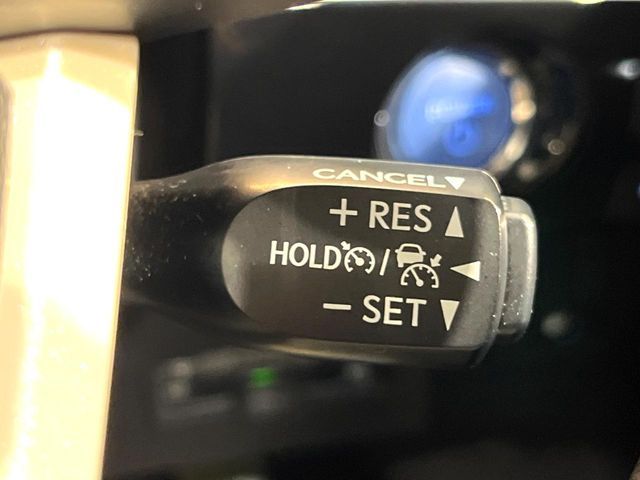 CANCEL▼
+ RES ▲
HOLD / ◀
− SET ▼